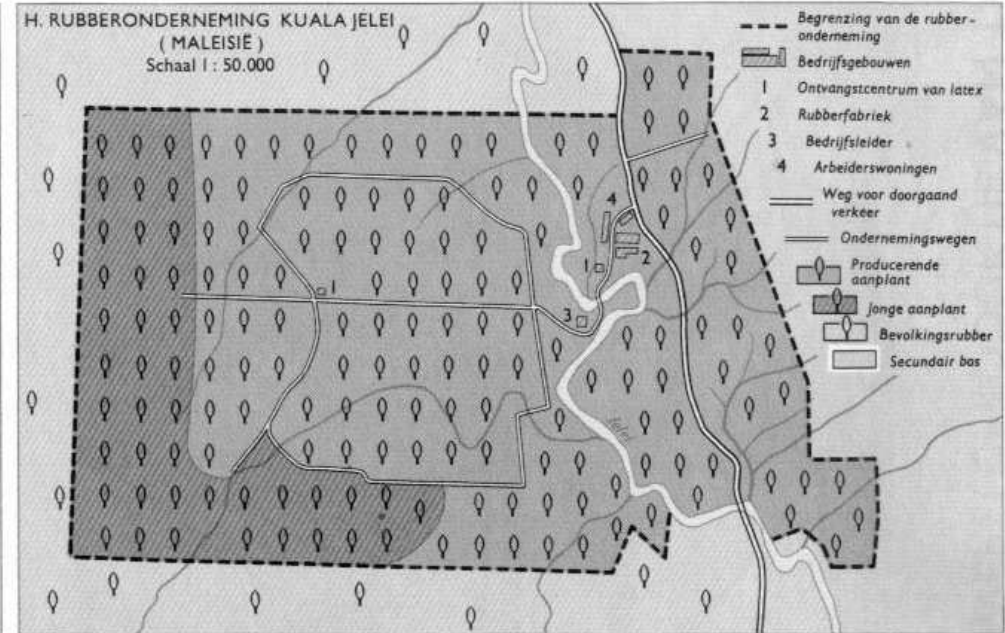 H. RUBBERONDERNEMING KUALA JELEI
( MALEISIË )
Schaal 1 : 50.000
Begrenzing van de rubber-
onderneming
Bedrijfsgebouwen
1 Ontvangstcentrum van latex
2 Rubberfabriek
3 Bedrijfsleider
4 Arbeiderswoningen
Weg voor doorgaand
verkeer
Ondernemingswegen
Producerende
aanplant
Jonge aanplant
Bevolkingsrubber
Secundair bos
4
1
2
1
3
Jelei